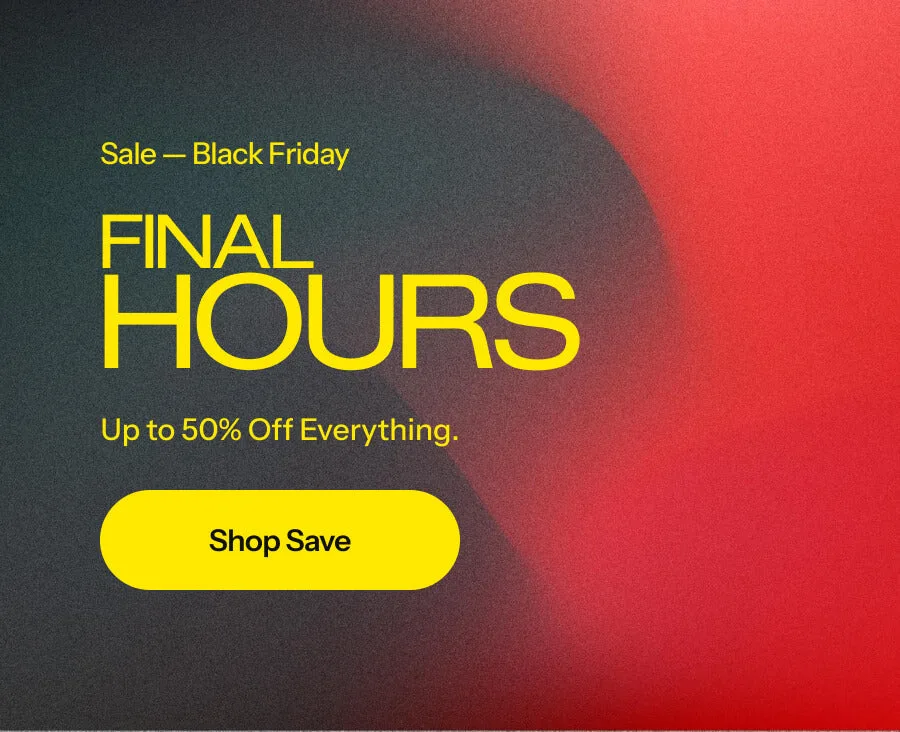 Sale — Black Friday
FINAL
HOURS
Up to 50% Off Everything.
Shop Save